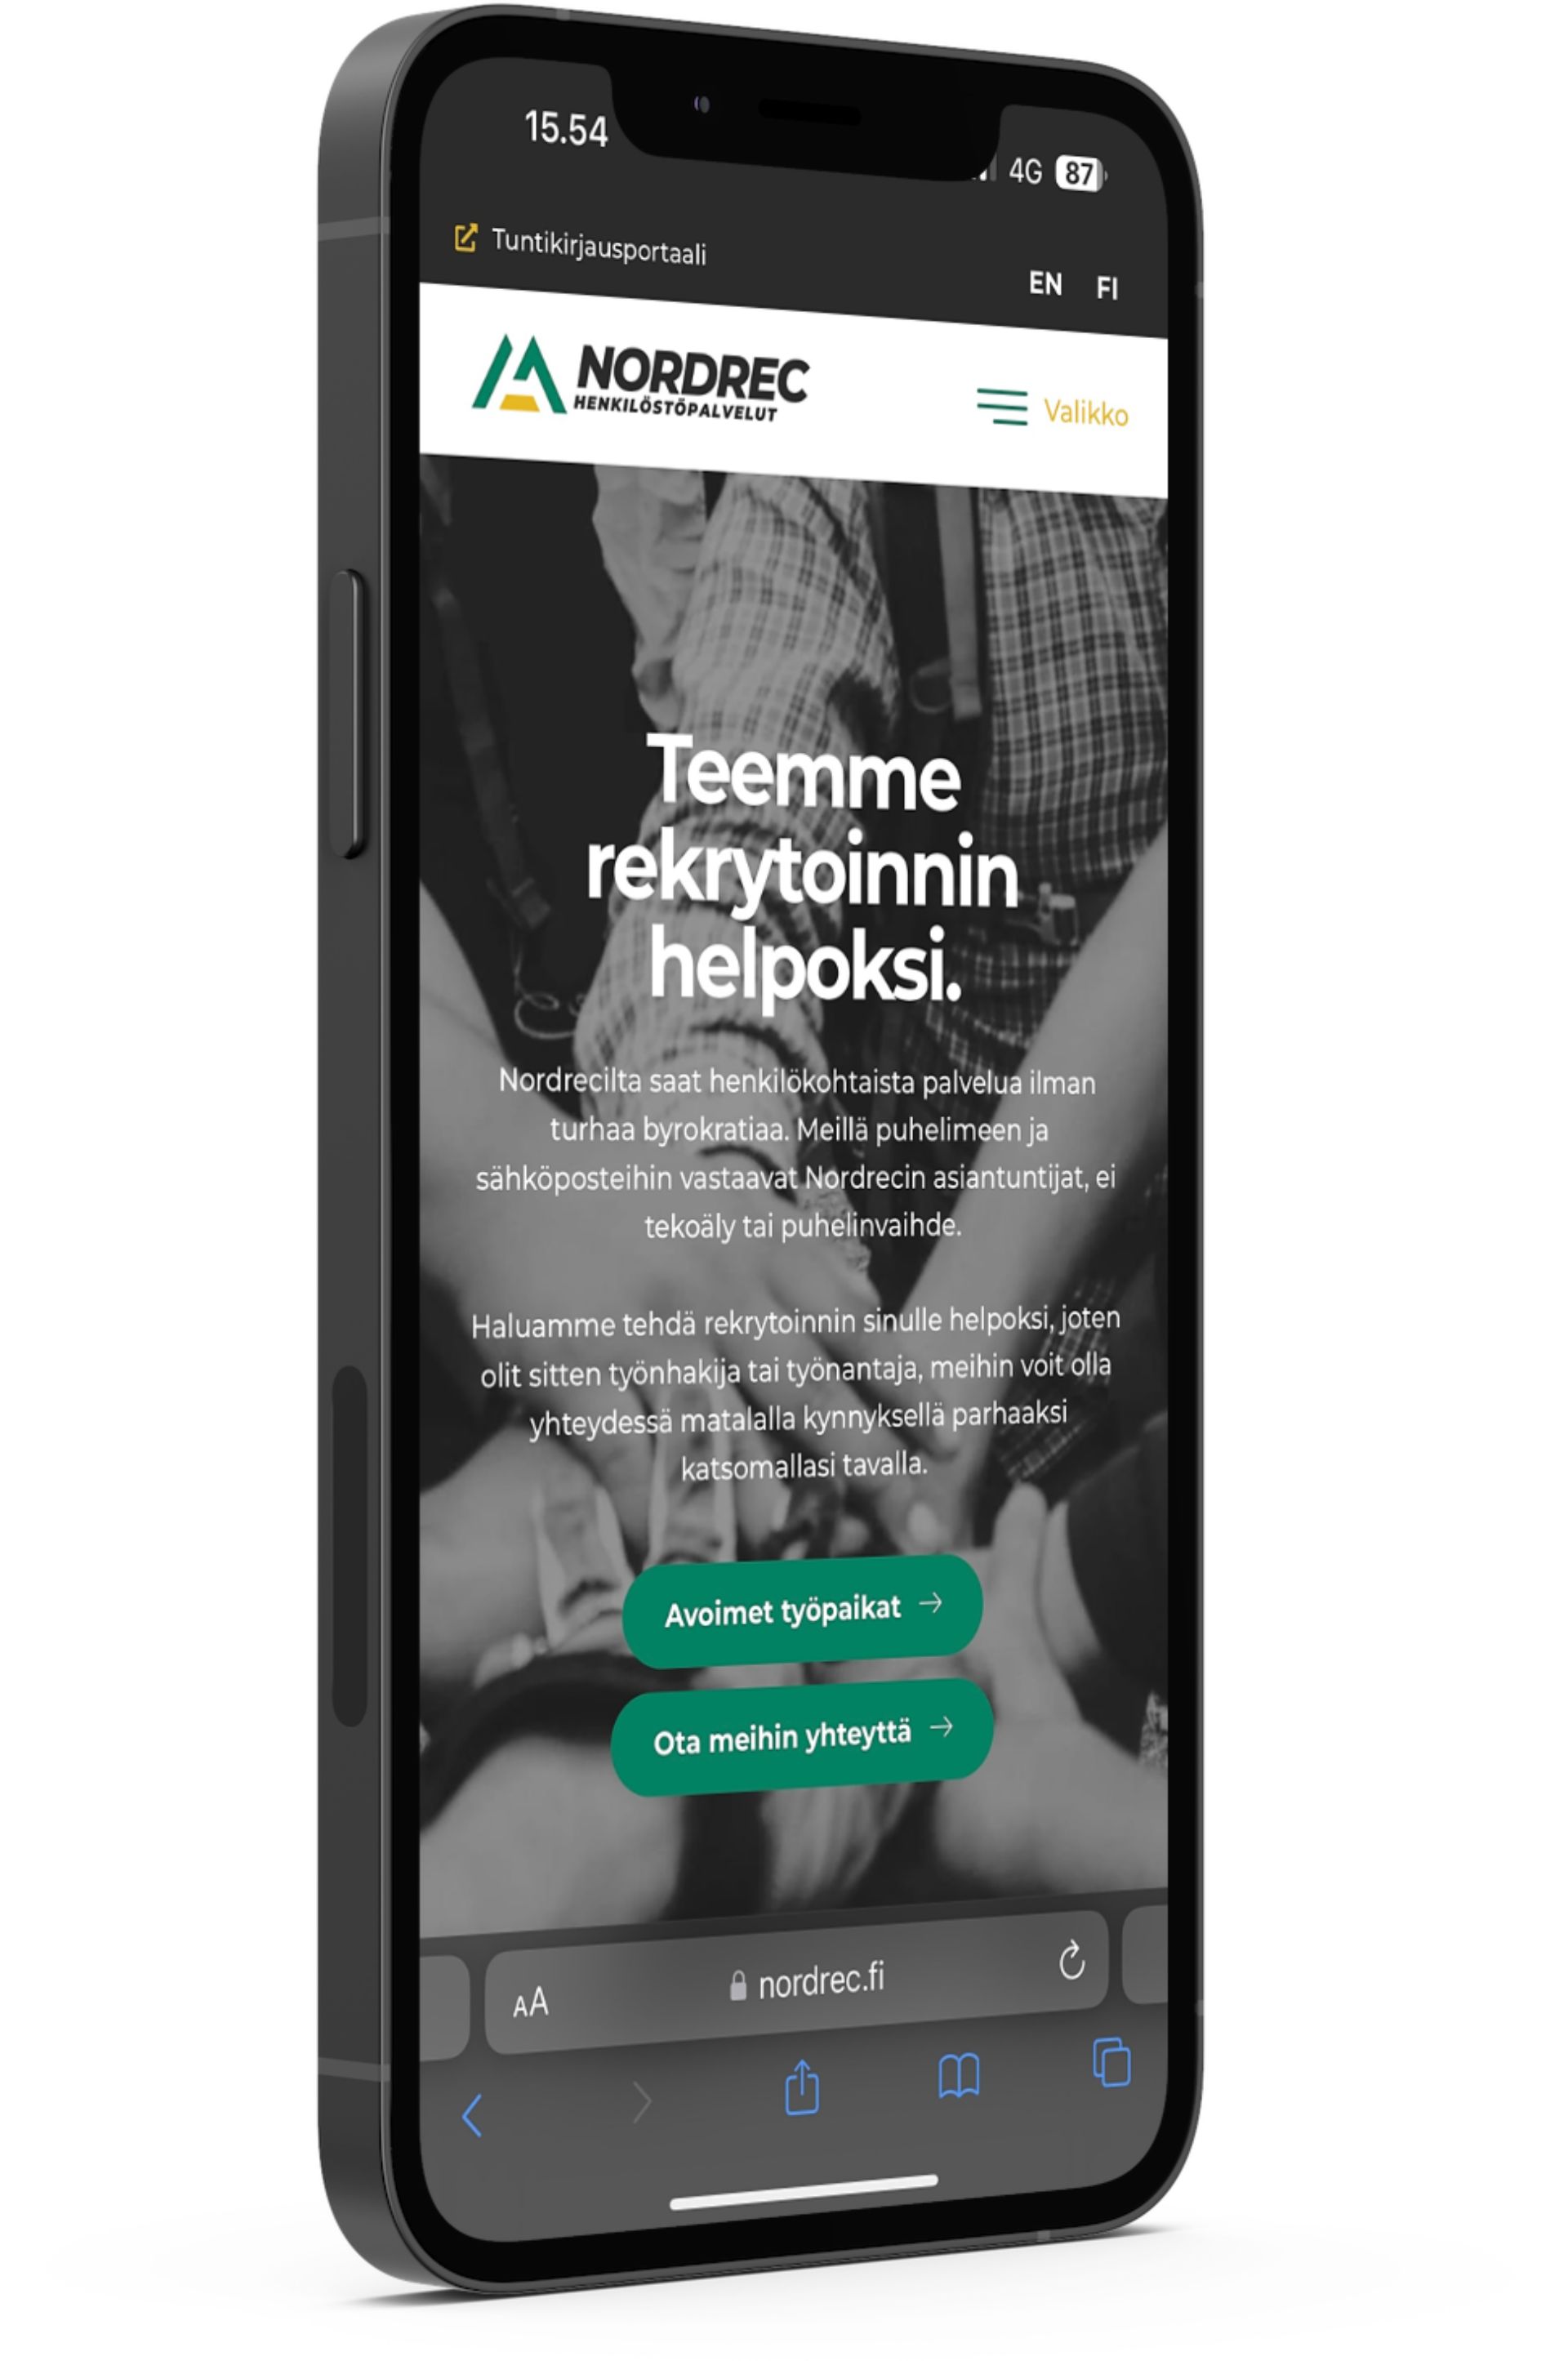 15.54
4G 87
Tuntikirjausportaali
EN FI
NORDREC
HENKILÖSTÖPALVELUT
Valikko
Teemme
rekrytoinnin
helpoksi.
Nordrecilta saat henkilökohtaista palvelua ilman
turhaa byrokratiaa. Meillä puhelimeen ja
sähköposteihin vastaavat Nordrecin asiantuntijat, ei
tekoäly tai puhelinvaihde.
Haluamme tehdä rekrytoinnin sinulle helpoksi, joten
olit sitten työnhakija tai työnantaja, meihin voit olla
yhteydessä matalalla kynnyksellä parhaaksi
katsomallasi tavalla.
Avoimet työpaikat →
Ota meihin yhteyttä →
AA nordrec.fi